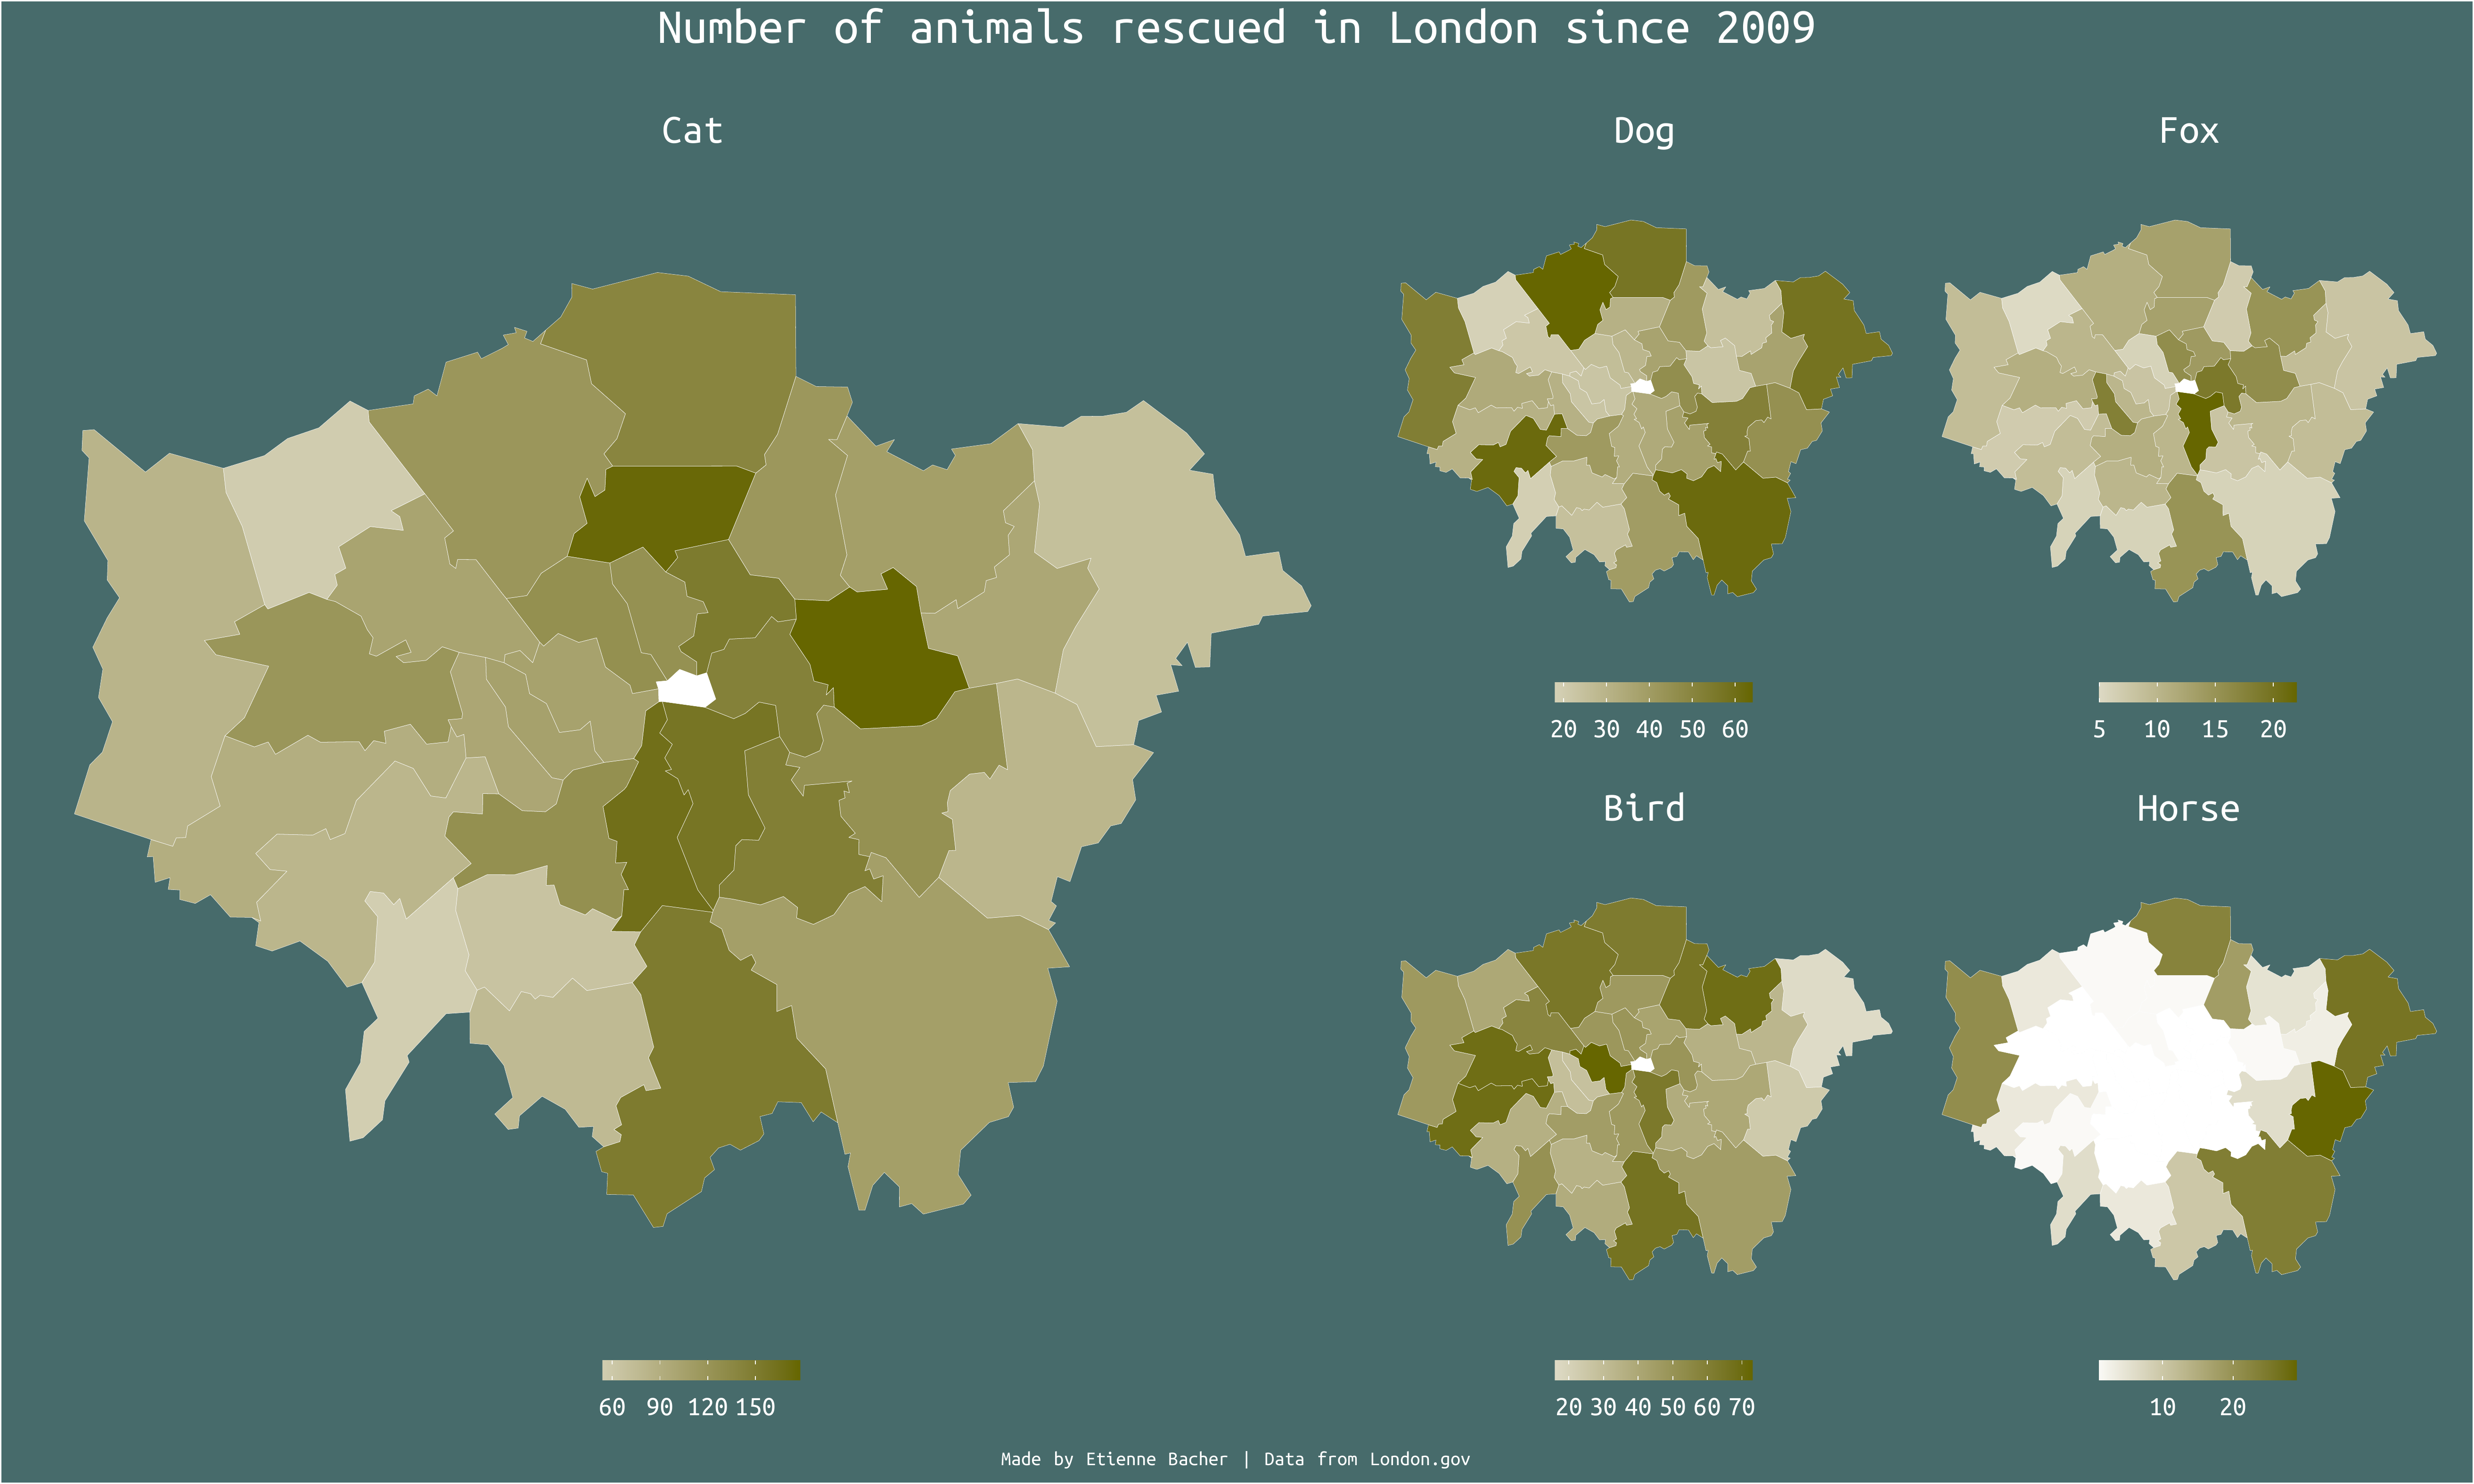 Number of animals rescued in London since 2009
Cat
Dog
Fox
20 30 40 50 60
5 10 15 20
Bird
Horse
60 90 120 150
20 30 40 50 60 70
10 20
Made by Etienne Bacher | Data from London.gov